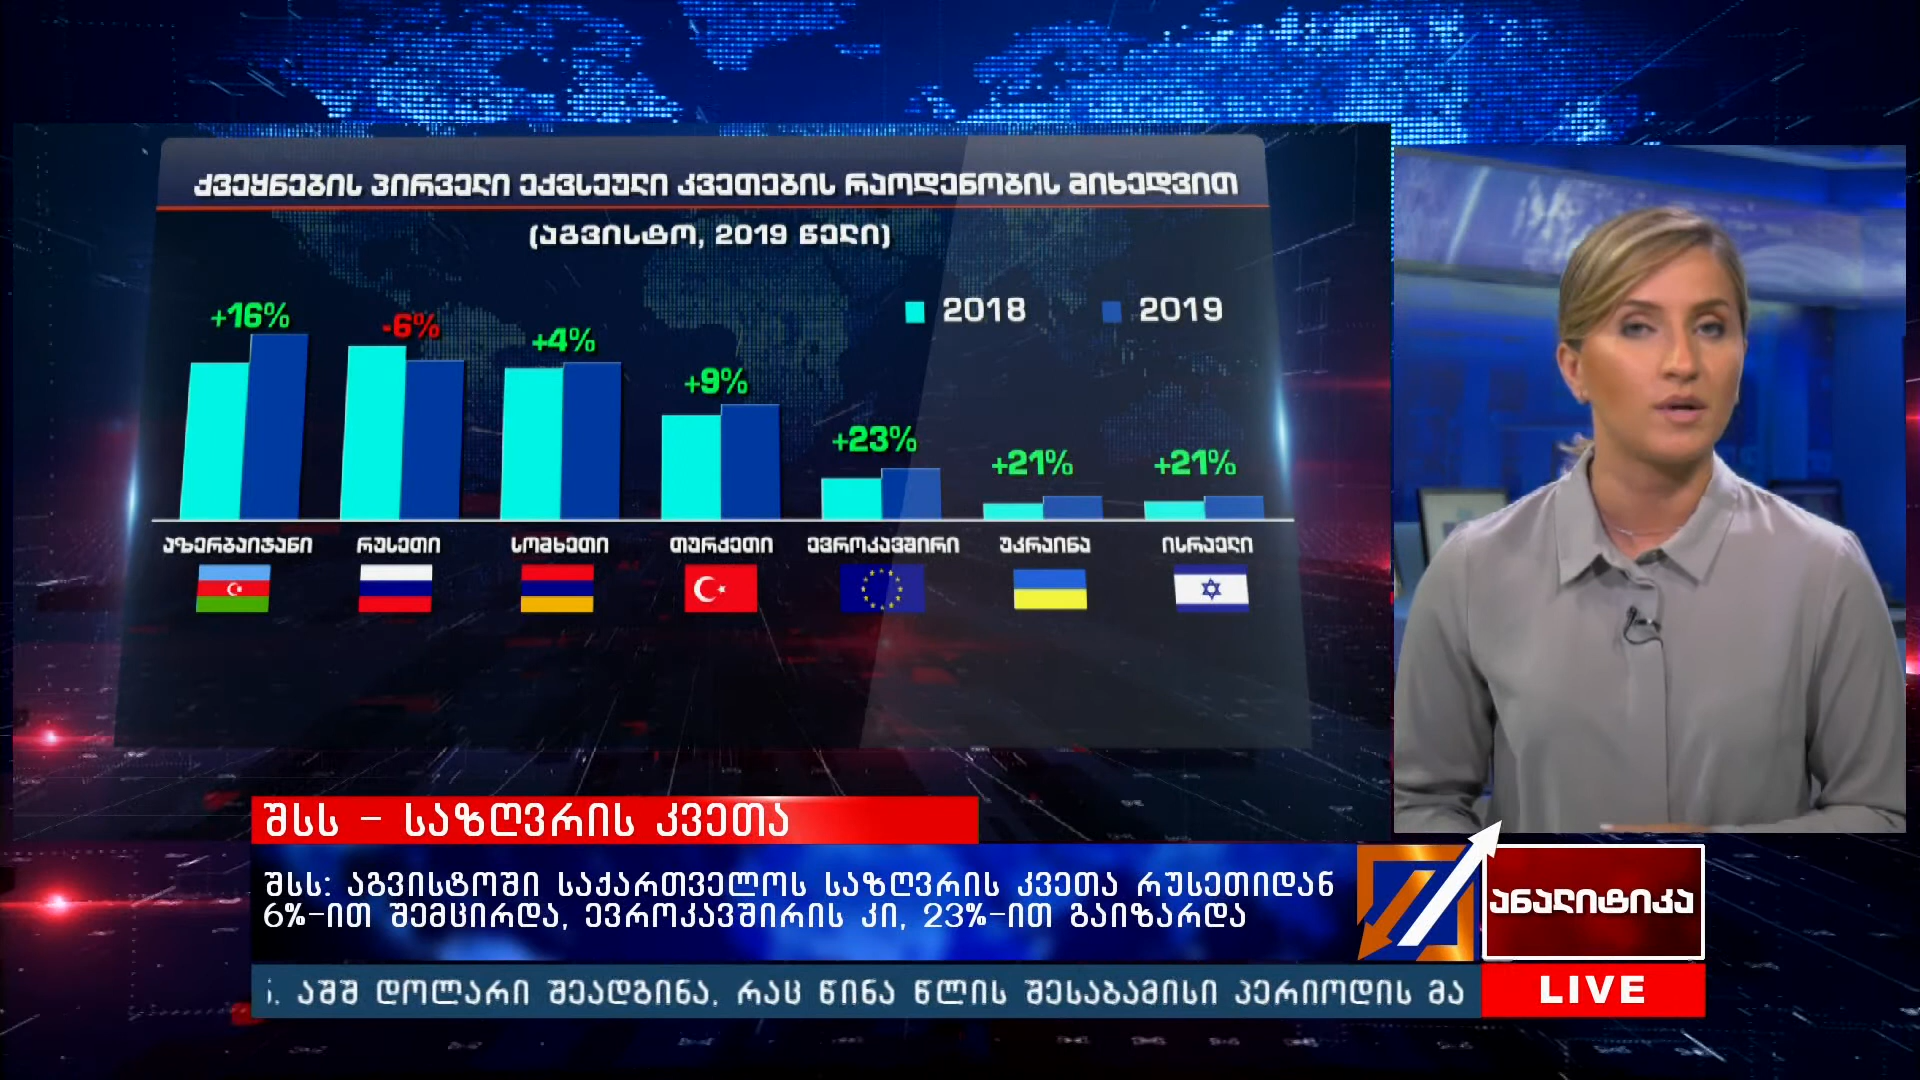 ქვეყნების პირველი ექვსეული კვეთების რაოდენობის მიხედვით
(აგვისტო, 2019 წელი)
2018 2019
+16% -6% +4% +9% +23% +21% +21%
აზერბაიჯანი რუსეთი სომხეთი თურქეთი ევროკავშირი უკრაინა ისრაელი
შსს - საზღვრის კვეთა
შსს: აგვისტოში საქართველოს საზღვრის კვეთა რუსეთიდან
6%-ით შემცირდა, ევროკავშირის კი, 23%-ით გაიზარდა
ანალიტიკა
აშშ დოლარი შეადგინა, რაც წინა წლის შესაბამისი პერიოდის
LIVE